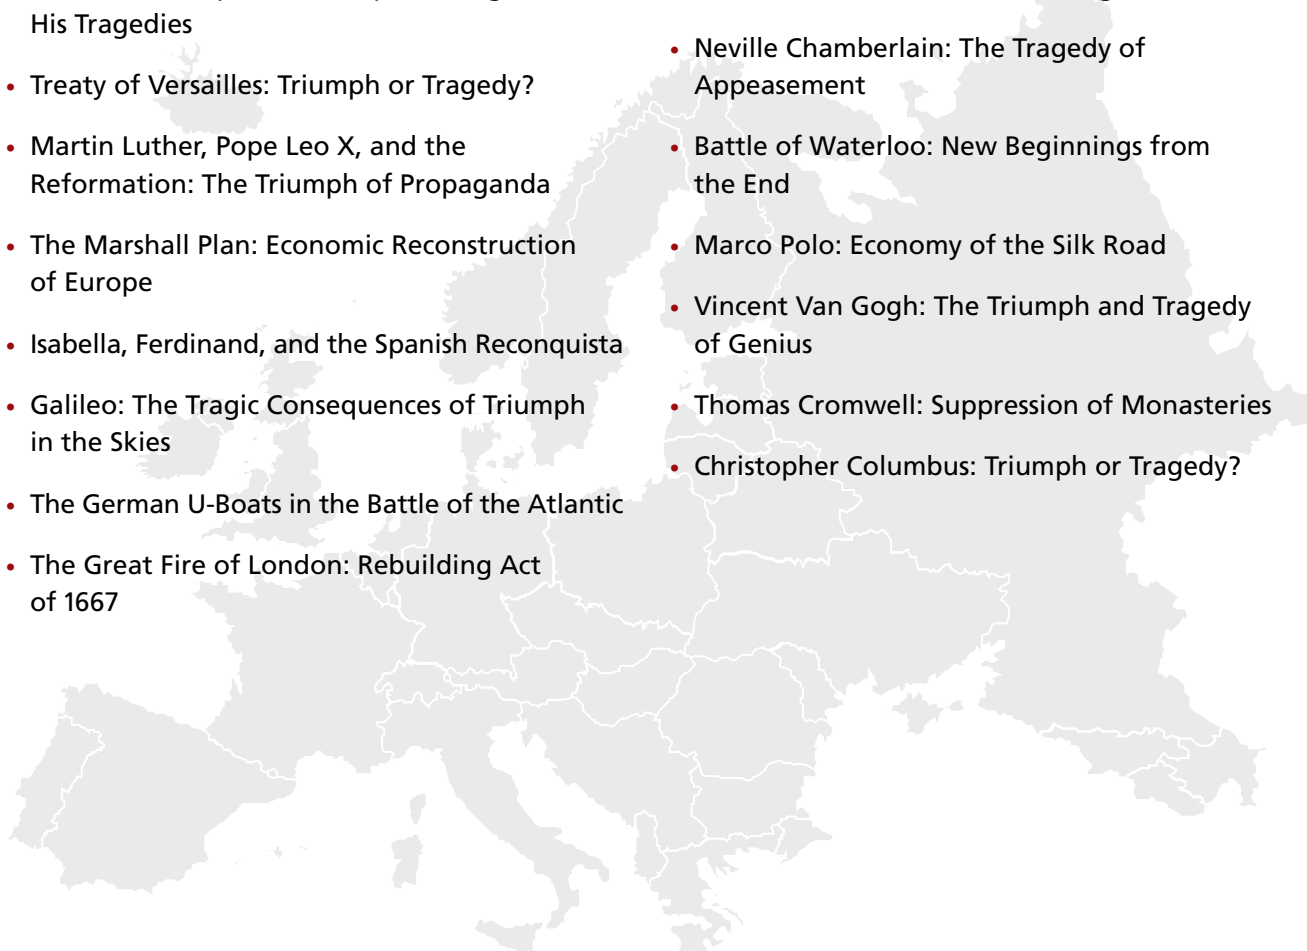 His Tragedies
• Treaty of Versailles: Triumph or Tragedy?
• Martin Luther, Pope Leo X, and the
Reformation: The Triumph of Propaganda
• The Marshall Plan: Economic Reconstruction
of Europe
• Isabella, Ferdinand, and the Spanish Reconquista
• Galileo: The Tragic Consequences of Triumph
in the Skies
• The German U-Boats in the Battle of the Atlantic
• The Great Fire of London: Rebuilding Act
of 1667
• Neville Chamberlain: The Tragedy of
Appeasement
• Battle of Waterloo: New Beginnings from
the End
• Marco Polo: Economy of the Silk Road
• Vincent Van Gogh: The Triumph and Tragedy
of Genius
• Thomas Cromwell: Suppression of Monasteries
• Christopher Columbus: Triumph or Tragedy?